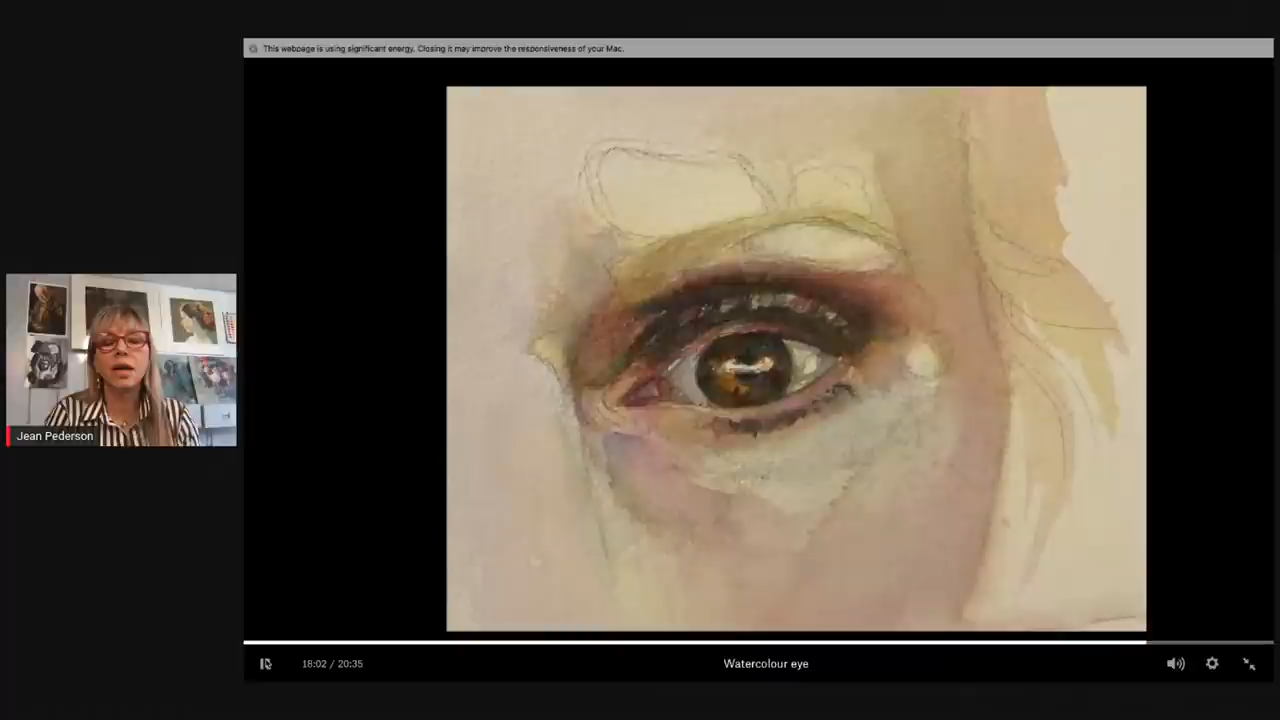 This webpage is using significant energy. Closing it may improve the responsiveness of your Mac.
Jean Pederson
18:02 / 20:35
Watercolour eye